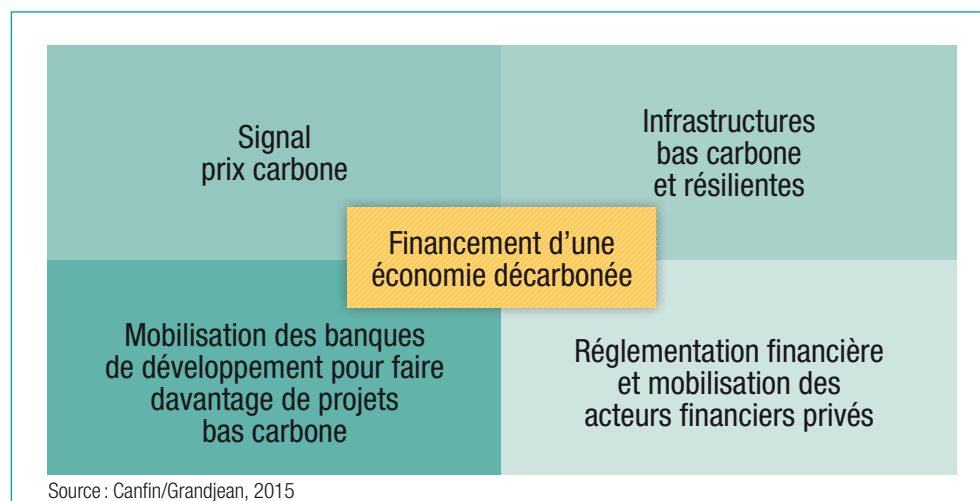 Signal
prix carbone
Infrastructures
bas carbone
et résilientes
Financement d’une
économie décarbonée
Mobilisation des banques
de développement pour faire
davantage de projets
bas carbone
Réglementation financière
et mobilisation des
acteurs financiers privés
Source : Canfin/Grandjean, 2015